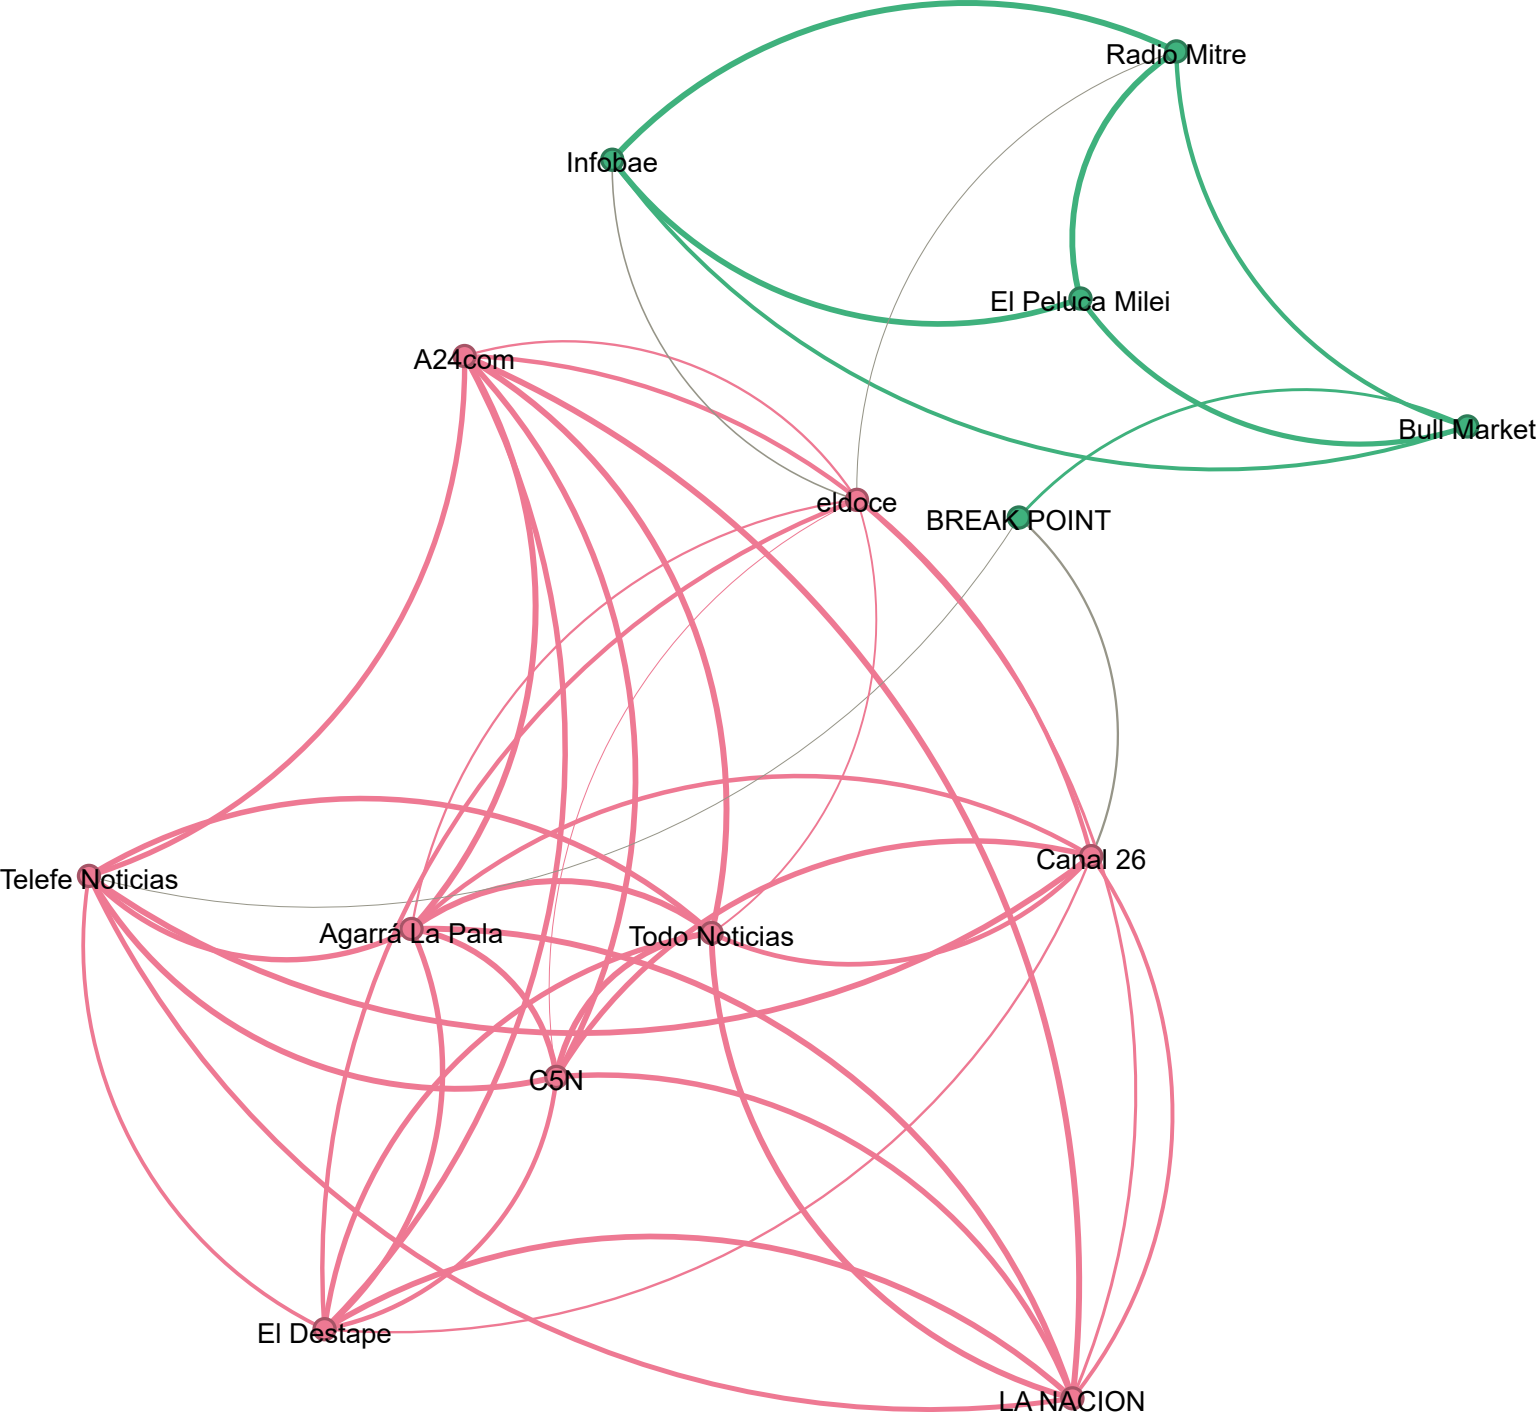 Radio Mitre
Infobae
El Peluca Milei
A24com
Bull Market
eldoce
BREAK POINT
Canal 26
Telefe Noticias
Agarrá La Pala
Todo Noticias
C5N
El Destape
LA NACION